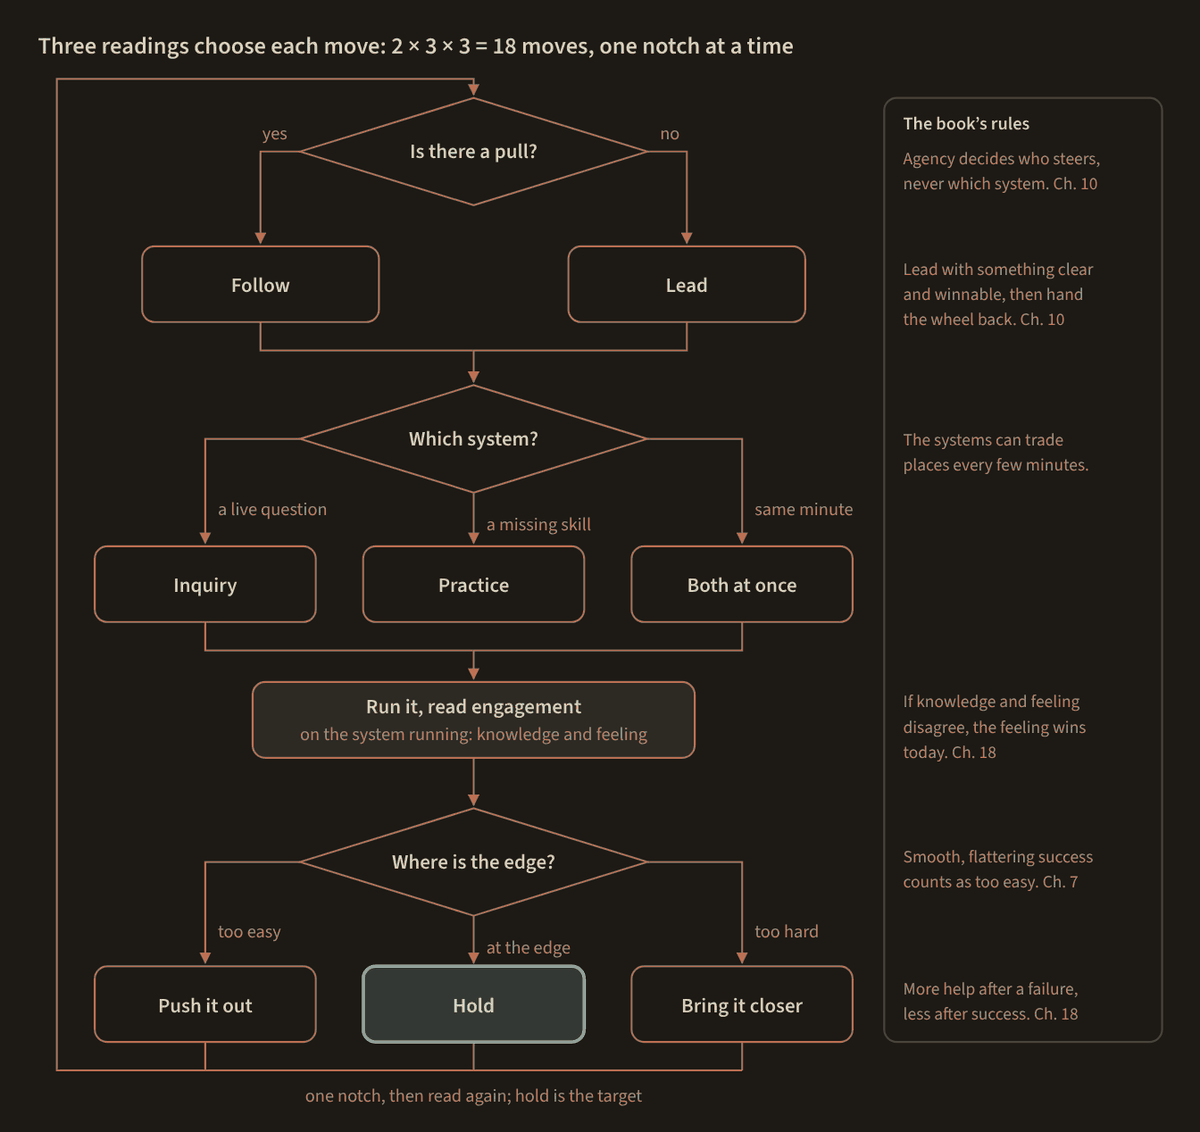 Three readings choose each move: 2 × 3 × 3 = 18 moves, one notch at a time
Is there a pull?
yes
no
Follow
Lead
Which system?
a live question
a missing skill
same minute
Inquiry
Practice
Both at once
Run it, read engagement
on the system running: knowledge and feeling
Where is the edge?
too easy
at the edge
too hard
Push it out
Hold
Bring it closer
one notch, then read again; hold is the target
The book’s rules
Agency decides who steers,
never which system. Ch. 10
Lead with something clear
and winnable, then hand
the wheel back. Ch. 10
The systems can trade
places every few minutes.
If knowledge and feeling
disagree, the feeling wins
today. Ch. 18
Smooth, flattering success
counts as too easy. Ch. 7
More help after a failure,
less after success. Ch. 18